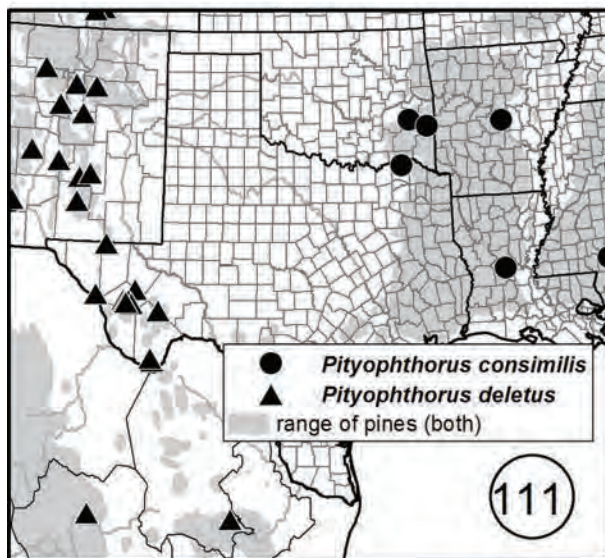 Pityophthorus consimilis
Pityophthorus deletus
range of pines (both)
111